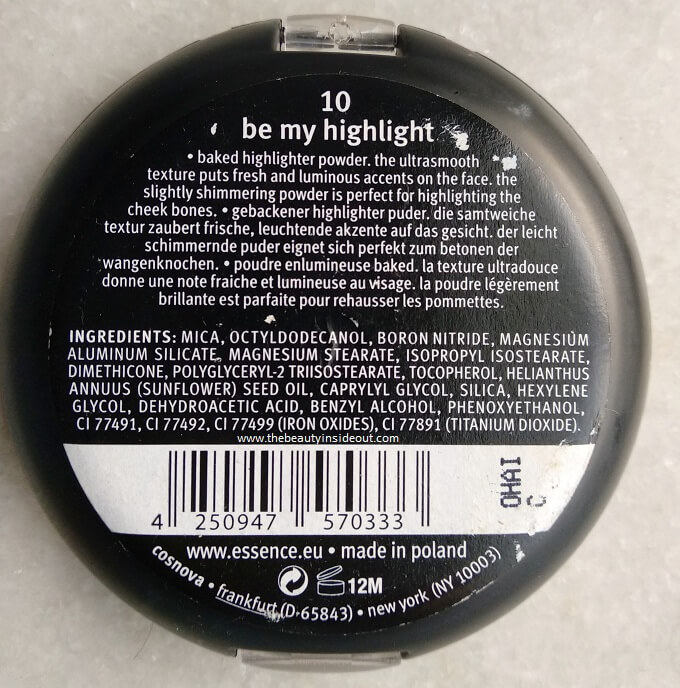 10
be my highlight
• baked highlighter powder. the ultrasmooth
texture puts fresh and luminous accents on the face. the
slightly shimmering powder is perfect for highlighting the
cheek bones. • gebackener highlighter puder. die samtweiche
textur zaubert frische, leuchtende akzente auf das gesicht. der leicht
schimmernde puder eignet sich perfekt zum betonen der
wangenknochen. • poudre enlumineuse baked. la texture ultradouce
donne une note fraiche et lumineuse au visage. la poudre légèrement
brillante est parfaite pour rehausser les pommettes.
INGREDIENTS: MICA, OCTYLDODECANOL, BORON NITRIDE, MAGNESIUM
ALUMINUM SILICATE, MAGNESIUM STEARATE, ISOPROPYL ISOSTEARATE,
DIMETHICONE, POLYGLYCERYL-2 TRIISOSTEARATE, TOCOPHEROL, HELIANTHUS
ANNUUS (SUNFLOWER) SEED OIL, CAPRYLYL GLYCOL, SILICA, HEXYLENE
GLYCOL, DEHYDROACETIC ACID, BENZYL ALCOHOL, PHENOXYETHANOL,
CI 77491, CI 77492, CI 77499 (IRON OXIDES), CI 77891 (TITANIUM DIOXIDE).
www.thebeautyinsideout.com
4 250947 570333
OHAI
C
www.essence.eu • made in poland
12M
cosnova • frankfurt (D-65843) • new york (NY 10003)